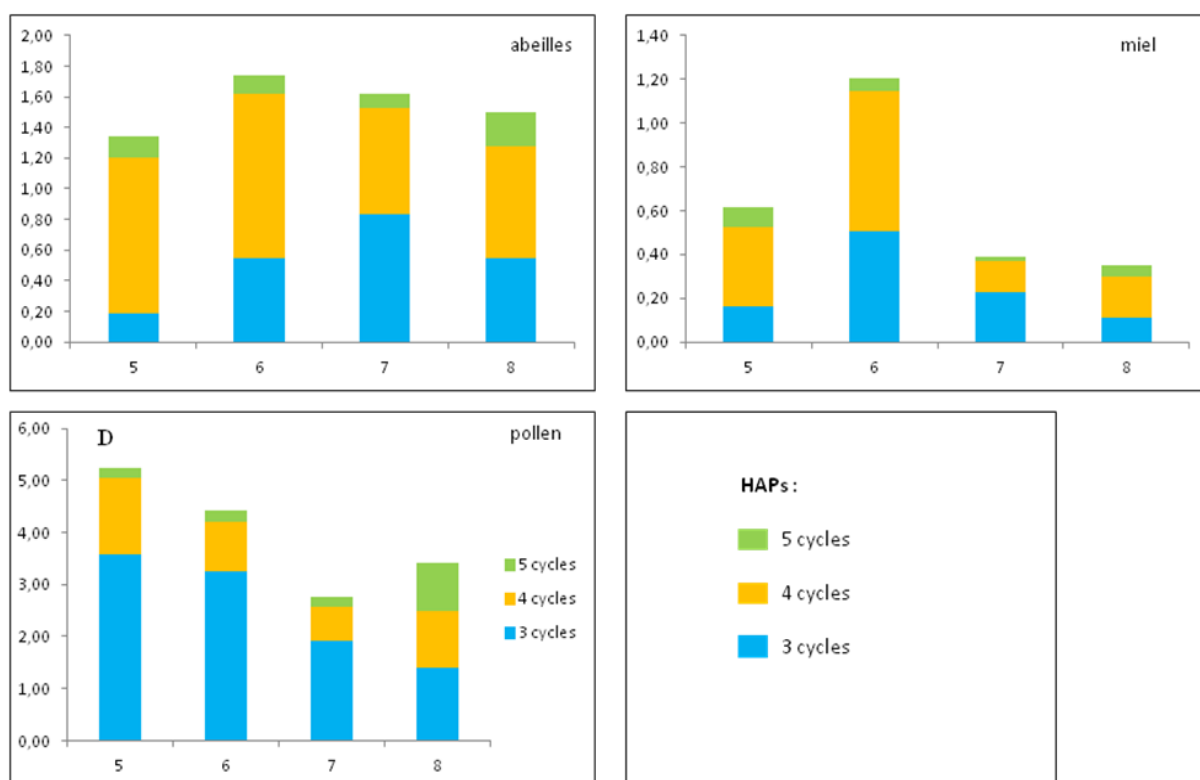 abeilles
2,00
1,80
1,60
1,40
1,20
1,00
0,80
0,60
0,40
0,20
0,00
5 6 7 8
miel
1,40
1,20
1,00
0,80
0,60
0,40
0,20
0,00
5 6 7 8
D
pollen
6,00
5,00
4,00
3,00
2,00
1,00
0,00
5 cycles
4 cycles
3 cycles
5 6 7 8
HAPs :
5 cycles
4 cycles
3 cycles